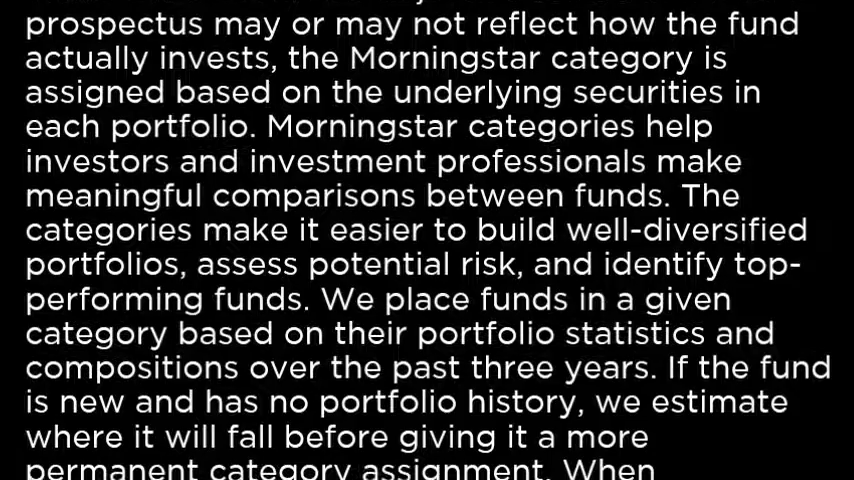 prospectus may or may not reflect how the fund
actually invests, the Morningstar category is
assigned based on the underlying securities in
each portfolio. Morningstar categories help
investors and investment professionals make
meaningful comparisons between funds. The
categories make it easier to build well-diversified
portfolios, assess potential risk, and identify top-
performing funds. We place funds in a given
category based on their portfolio statistics and
compositions over the past three years. If the fund
is new and has no portfolio history, we estimate
where it will fall before giving it a more
permanent category assignment. When